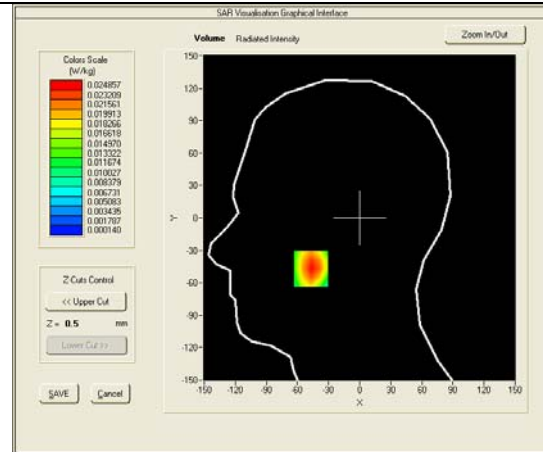 SAR Visualisation Graphical Interface
Volume Radiated Intensity
Zoom In/Out
Colors Scale
(W/kg)
0.024857
0.023209
0.021561
0.019913
0.018266
0.016618
0.014970
0.013322
0.011674
0.010027
0.008379
0.006731
0.005083
0.003435
0.001787
0.000140
Z Cuts Control
<< Upper Cut
Z = 0.5 mm
Lower Cut >>
SAVE Cancel
150-
120-
90-
60-
30-
0-
-30-
-60-
-90-
-120-
-150-
Y
-150 -120 -90 -60 -30 0 30 60 90 120 150
X